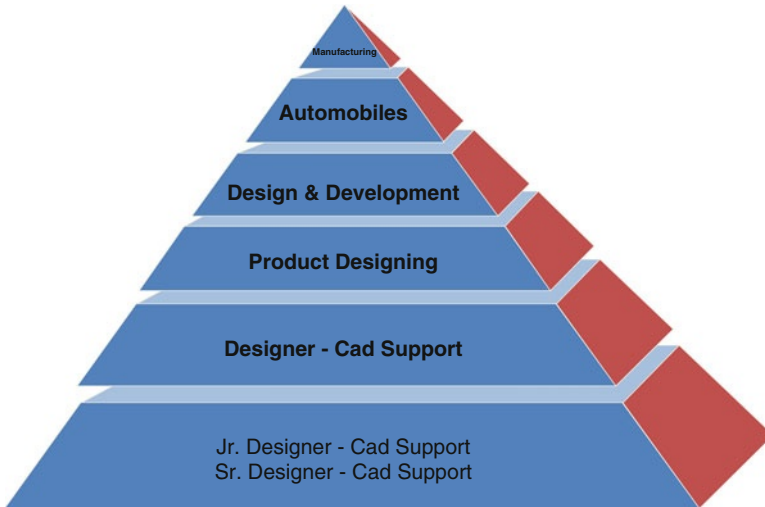 Manufacturing
Automobiles
Design & Development
Product Designing
Designer - Cad Support
Jr. Designer - Cad Support
Sr. Designer - Cad Support